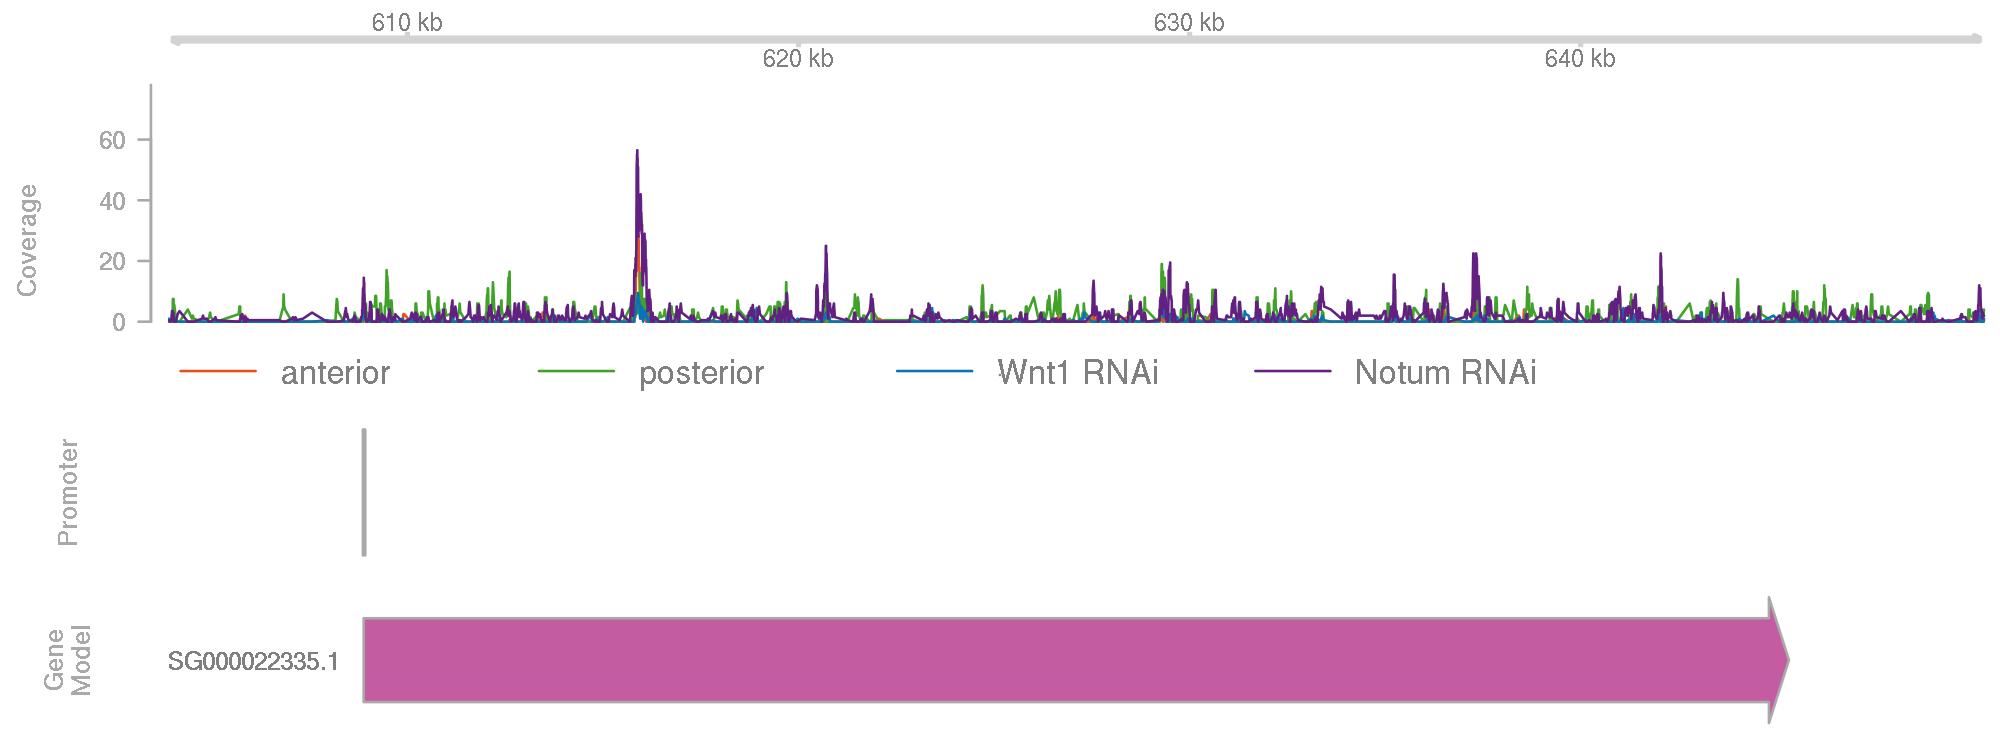 610 kb
630 kb
620 kb
640 kb
Coverage
60
40
20
0
anterior
posterior
Wnt1 RNAi
Notum RNAi
Promoter
Gene
Model
SG000022335.1